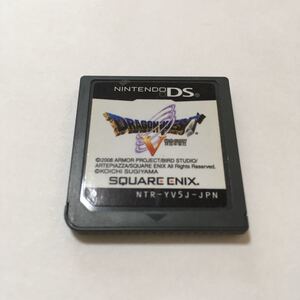 NINTENDO DS
DRAGON QUEST
V
©2008 ARMOR PROJECT/BIRD STUDIO/
ARTEPIAZZA/SQUARE ENIX All Rights Reserved.
©KOICHI SUGIYAMA
SQUARE ENIX.
NTR-YV5J-JPN